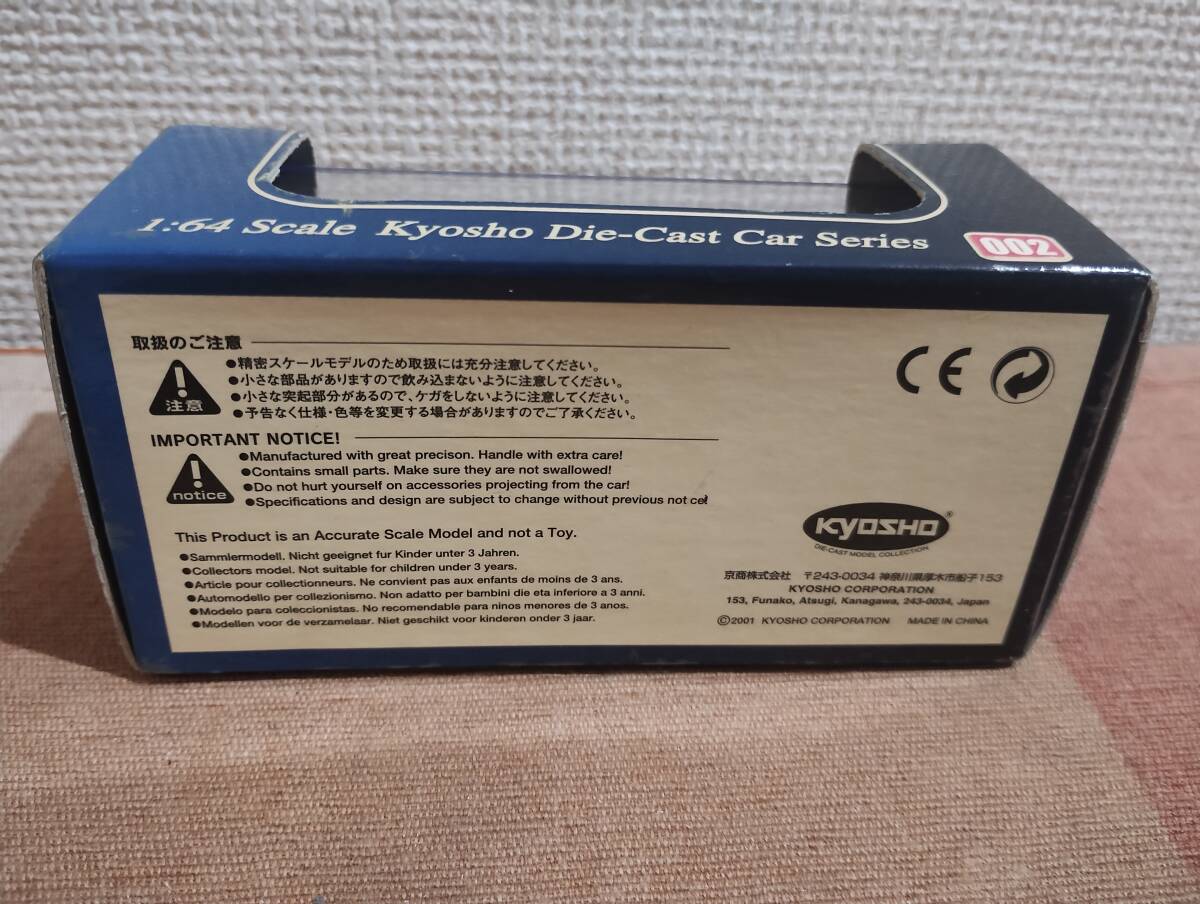 1:64 Scale Kyosho Die-Cast Car Series 002
取扱のご注意
注意
●精密スケールモデルのため取扱には充分注意してください。
●小さな部品がありますので飲み込まないように注意してください。
●小さな突起部分があるので、ケガをしないように注意してください。
●予告なく仕様・色等を変更する場合がありますのでご了承ください。
IMPORTANT NOTICE!
notice
●Manufactured with great precison. Handle with extra care!
●Contains small parts. Make sure they are not swallowed!
●Do not hurt yourself on accessories projecting from the car!
●Specifications and design are subject to change without previous not ce!
This Product is an Accurate Scale Model and not a Toy.
●Sammlermodell. Nicht geeignet fur Kinder unter 3 Jahren.
●Collectors model. Not suitable for children under 3 years.
●Article pour collectionneurs. Ne convient pas aux enfants de moins de 3 ans.
●Automodello per collezionismo. Non adatto per bambini die eta inferiore a 3 anni.
●Modelo para coleccionistas. No recomendable para ninos menores de 3 anos.
●Modellen voor de verzamelaar. Niet geschikt voor kinderen onder 3 jaar.
CE
KYOSHO®
DIE-CAST MODEL COLLECTION
京商株式会社 〒243-0034 神奈川県厚木市船子153
KYOSHO CORPORATION
153, Funako, Atsugi, Kanagawa, 243-0034, Japan
©2001 KYOSHO CORPORATION MADE IN CHINA